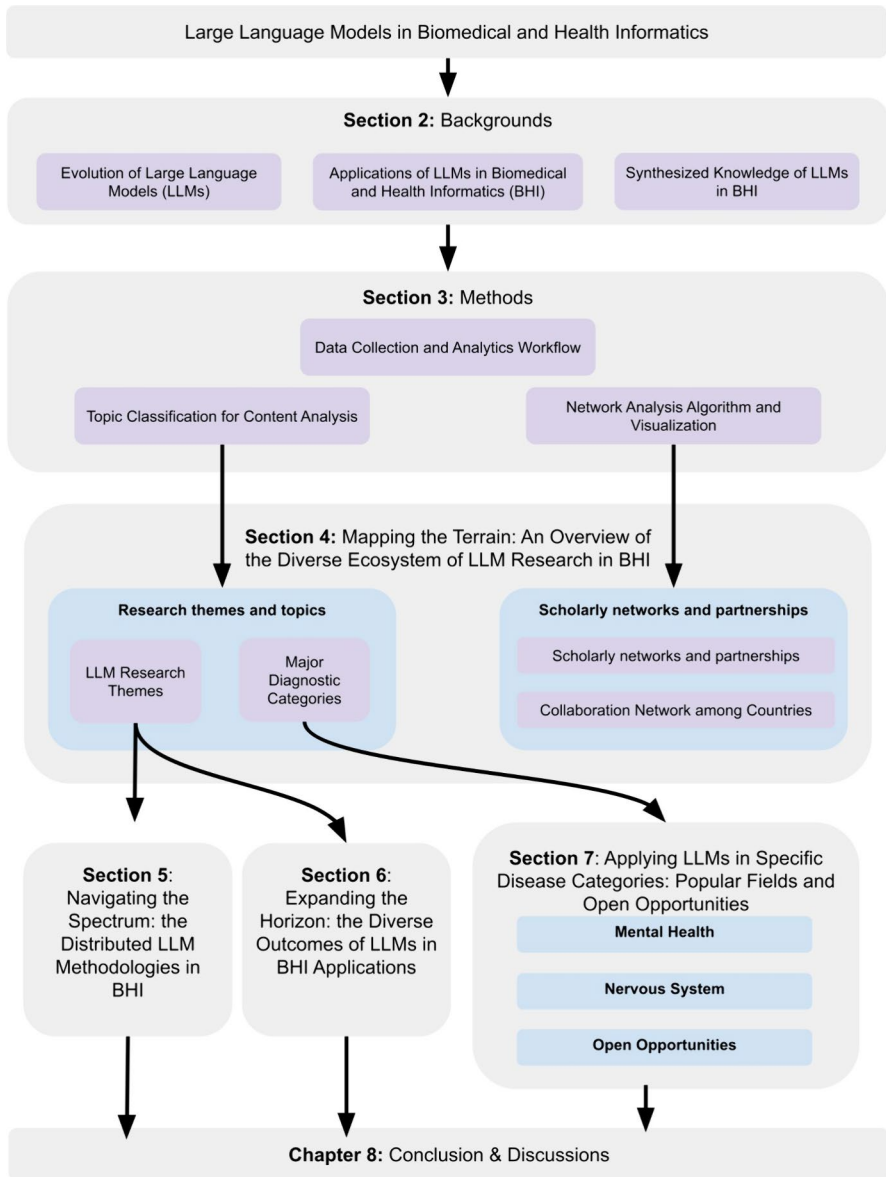 Large Language Models in Biomedical and Health Informatics
Section 2: Backgrounds
Evolution of Large Language
Models (LLMs)
Applications of LLMs in Biomedical
and Health Informatics (BHI)
Synthesized Knowledge of LLMs
in BHI
Section 3: Methods
Data Collection and Analytics Workflow
Topic Classification for Content Analysis
Network Analysis Algorithm and
Visualization
Section 4: Mapping the Terrain: An Overview of
the Diverse Ecosystem of LLM Research in BHI
Research themes and topics
LLM Research
Themes
Major
Diagnostic
Categories
Scholarly networks and partnerships
Scholarly networks and partnerships
Collaboration Network among Countries
Section 5:
Navigating the
Spectrum: the
Distributed LLM
Methodologies in
BHI
Section 6:
Expanding the
Horizon: the Diverse
Outcomes of LLMs in
BHI Applications
Section 7: Applying LLMs in Specific
Disease Categories: Popular Fields and
Open Opportunities
Mental Health
Nervous System
Open Opportunities
Chapter 8: Conclusion & Discussions